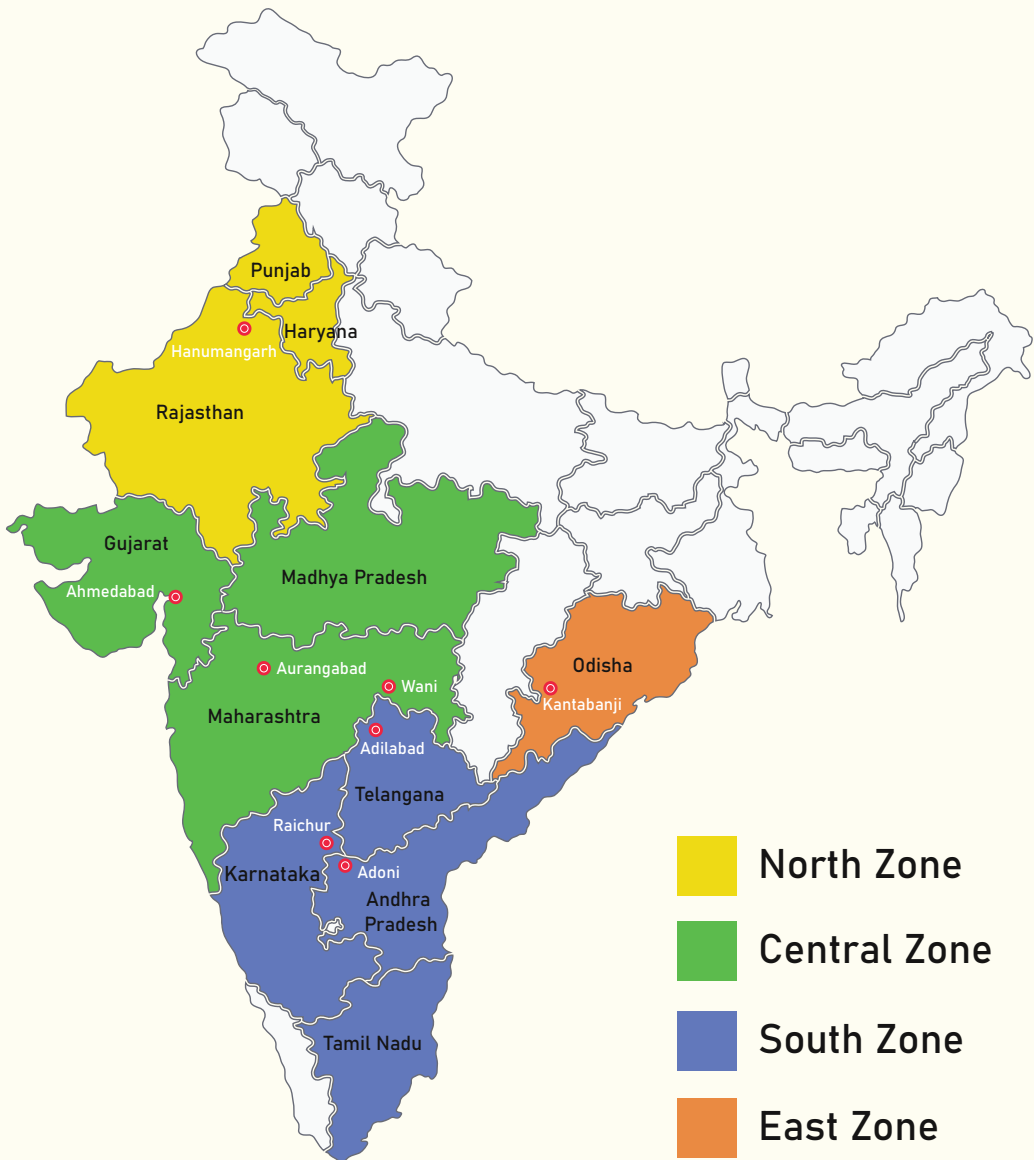 Punjab
Haryana
Hanumangarh
Rajasthan
Gujarat
Madhya Pradesh
Ahmedabad
Aurangabad
Wani
Odisha
Kantabanji
Maharashtra
Adilabad
Telangana
Raichur
Karnataka
Adoni
Andhra
Pradesh
Tamil Nadu
North Zone
Central Zone
South Zone
East Zone